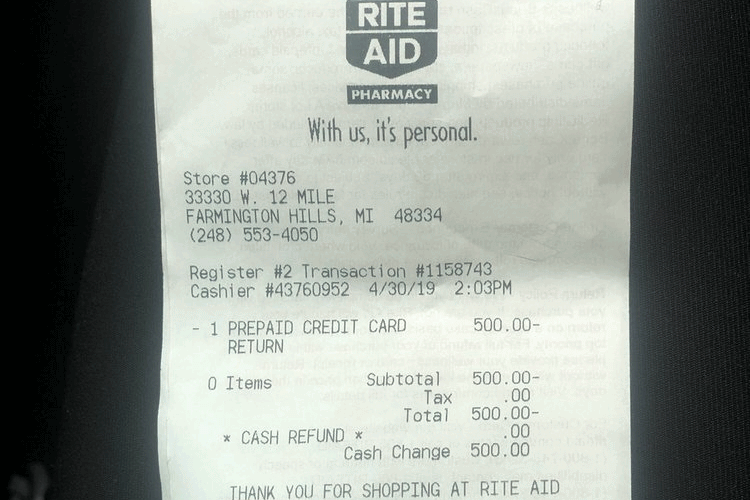 RITE
AID
PHARMACY
With us, it's personal.
Store #04376
33330 W. 12 MILE
FARMINGTON HILLS, MI 48334
(248) 553-4050
Register #2 Transaction #1158743
Cashier #43760952 4/30/19 2:03PM
- 1 PREPAID CREDIT CARD 500.00-
RETURN
0 Items Subtotal 500.00-
Tax .00
Total 500.00-
* CASH REFUND * .00
Cash Change 500.00
THANK YOU FOR SHOPPING AT RITE AID